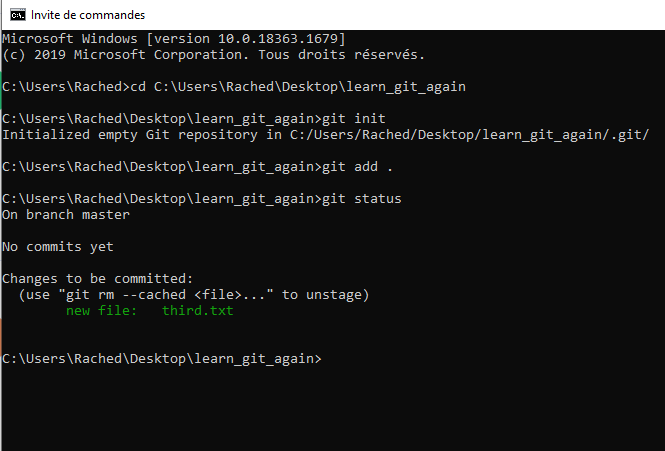 Invite de commandes
Microsoft Windows [version 10.0.18363.1679]
(c) 2019 Microsoft Corporation. Tous droits réservés.
C:\Users\Rached>cd C:\Users\Rached\Desktop\learn_git_again
C:\Users\Rached\Desktop\learn_git_again>git init
Initialized empty Git repository in C:/Users/Rached/Desktop/learn_git_again/.git/
C:\Users\Rached\Desktop\learn_git_again>git add .
C:\Users\Rached\Desktop\learn_git_again>git status
On branch master
No commits yet
Changes to be committed:
  (use "git rm --cached <file>..." to unstage)
        new file:   third.txt
C:\Users\Rached\Desktop\learn_git_again>